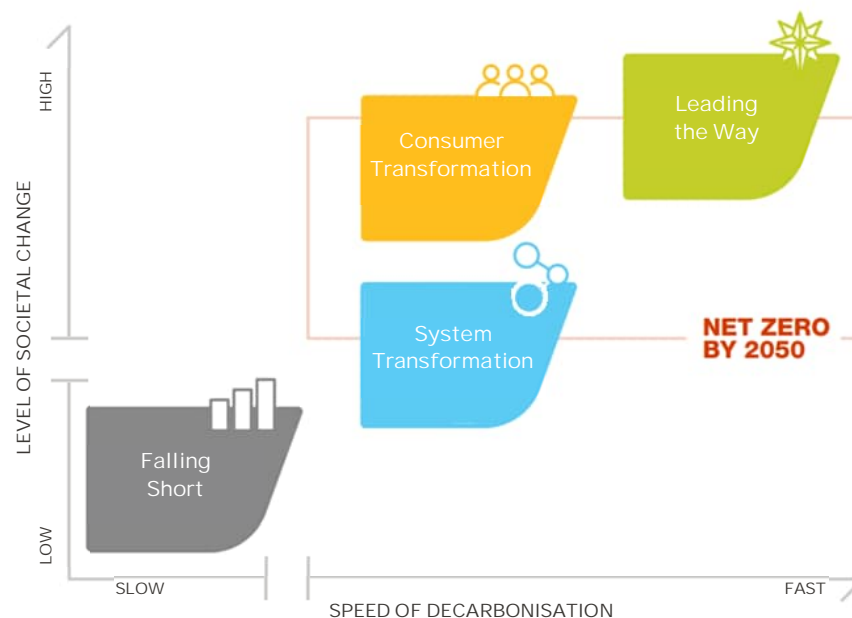 HIGH
LEVEL OF SOCIETAL CHANGE
LOW
Leading
the Way
Consumer
Transformation
System
Transformation
NET ZERO
BY 2050
Falling
Short
SLOW
FAST
SPEED OF DECARBONISATION